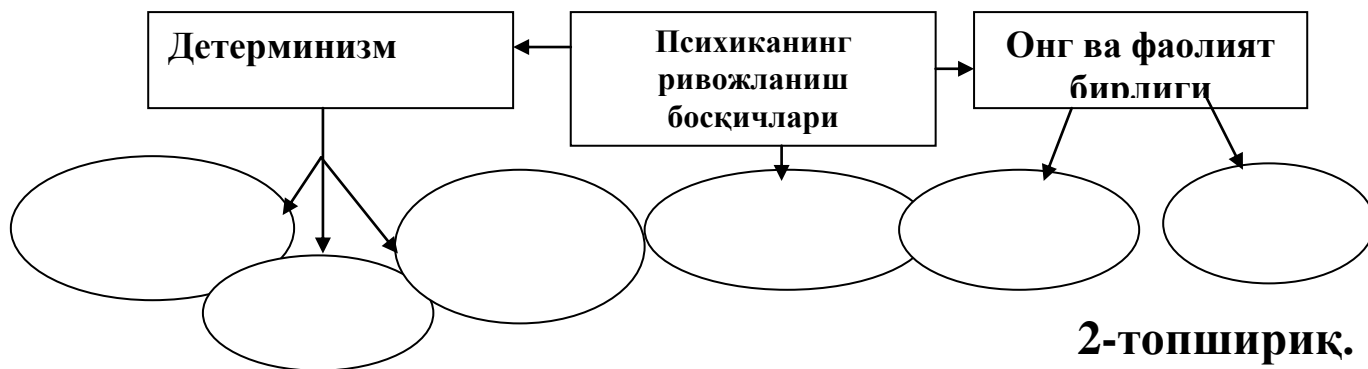 Детерминизм
Психиканинг
ривожланиш
босқичлари
Онг ва фаолият
бирлиги
2-топшириқ.